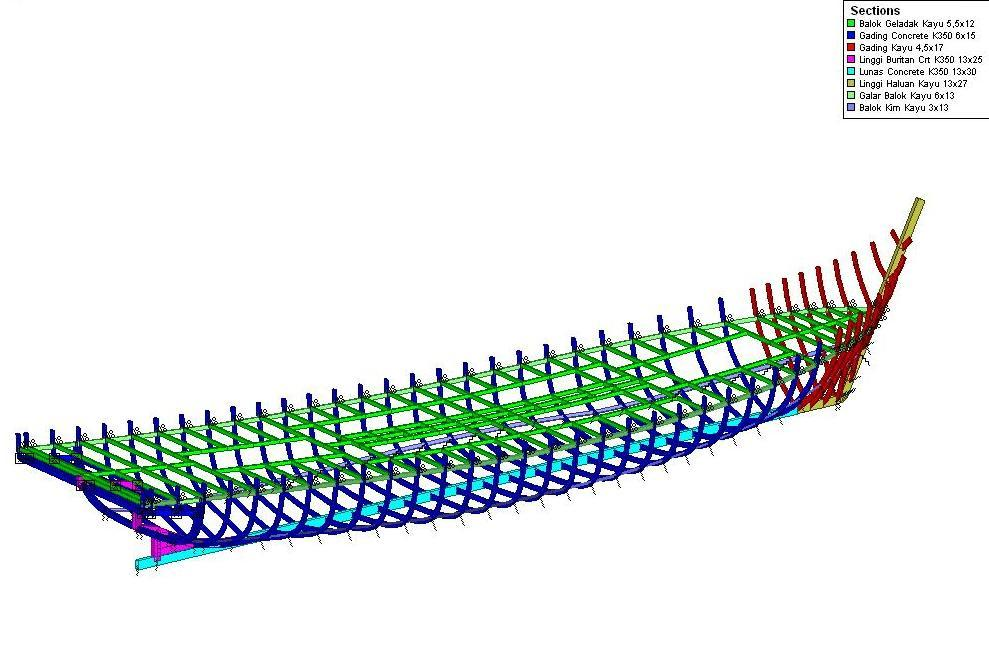 Sections
Balok Geladak Kayu 5,5x12
Gading Concrete K350 6x15
Gading Kayu 4,5x17
Linggi Buritan Crt K350 13x25
Lunas Concrete K350 13x30
Linggi Haluan Kayu 13x27
Galar Balok Kayu 6x13
Balok Kim Kayu 3x13